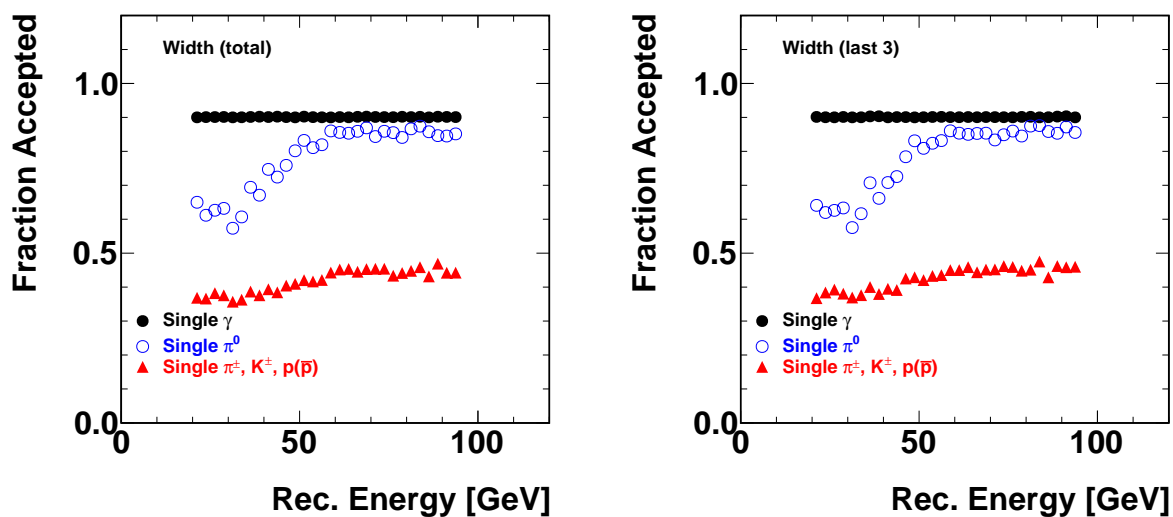 Fraction Accepted
Width (total)
1.0
0.5
0.0
Single γ
Single π⁰
Single π±, K±, p(p̅)
0
50
100
Rec. Energy [GeV]
Fraction Accepted
Width (last 3)
1.0
0.5
0.0
Single γ
Single π⁰
Single π±, K±, p(p̅)
0
50
100
Rec. Energy [GeV]